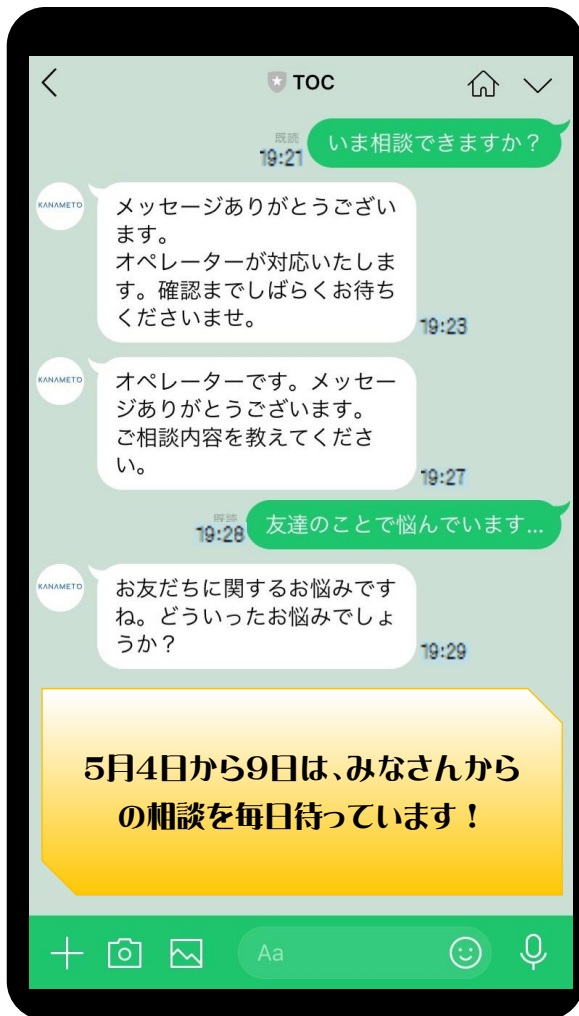 TOC
いま相談できますか？
既読
19:21
KANAMETO
メッセージありがとうござい
ます。
オペレーターが対応いたしま
す。確認までしばらくお待ち
くださいませ。
19:23
KANAMETO
オペレーターです。メッセー
ジありがとうございます。
ご相談内容を教えてくださ
い。
19:27
既読
19:28
友達のことで悩んでいます...
KANAMETO
お友だちに関するお悩みです
ね。どういったお悩みでしょ
うか？
19:29
5月4日から9日は、みなさんから
の相談を毎日待っています！
Aa